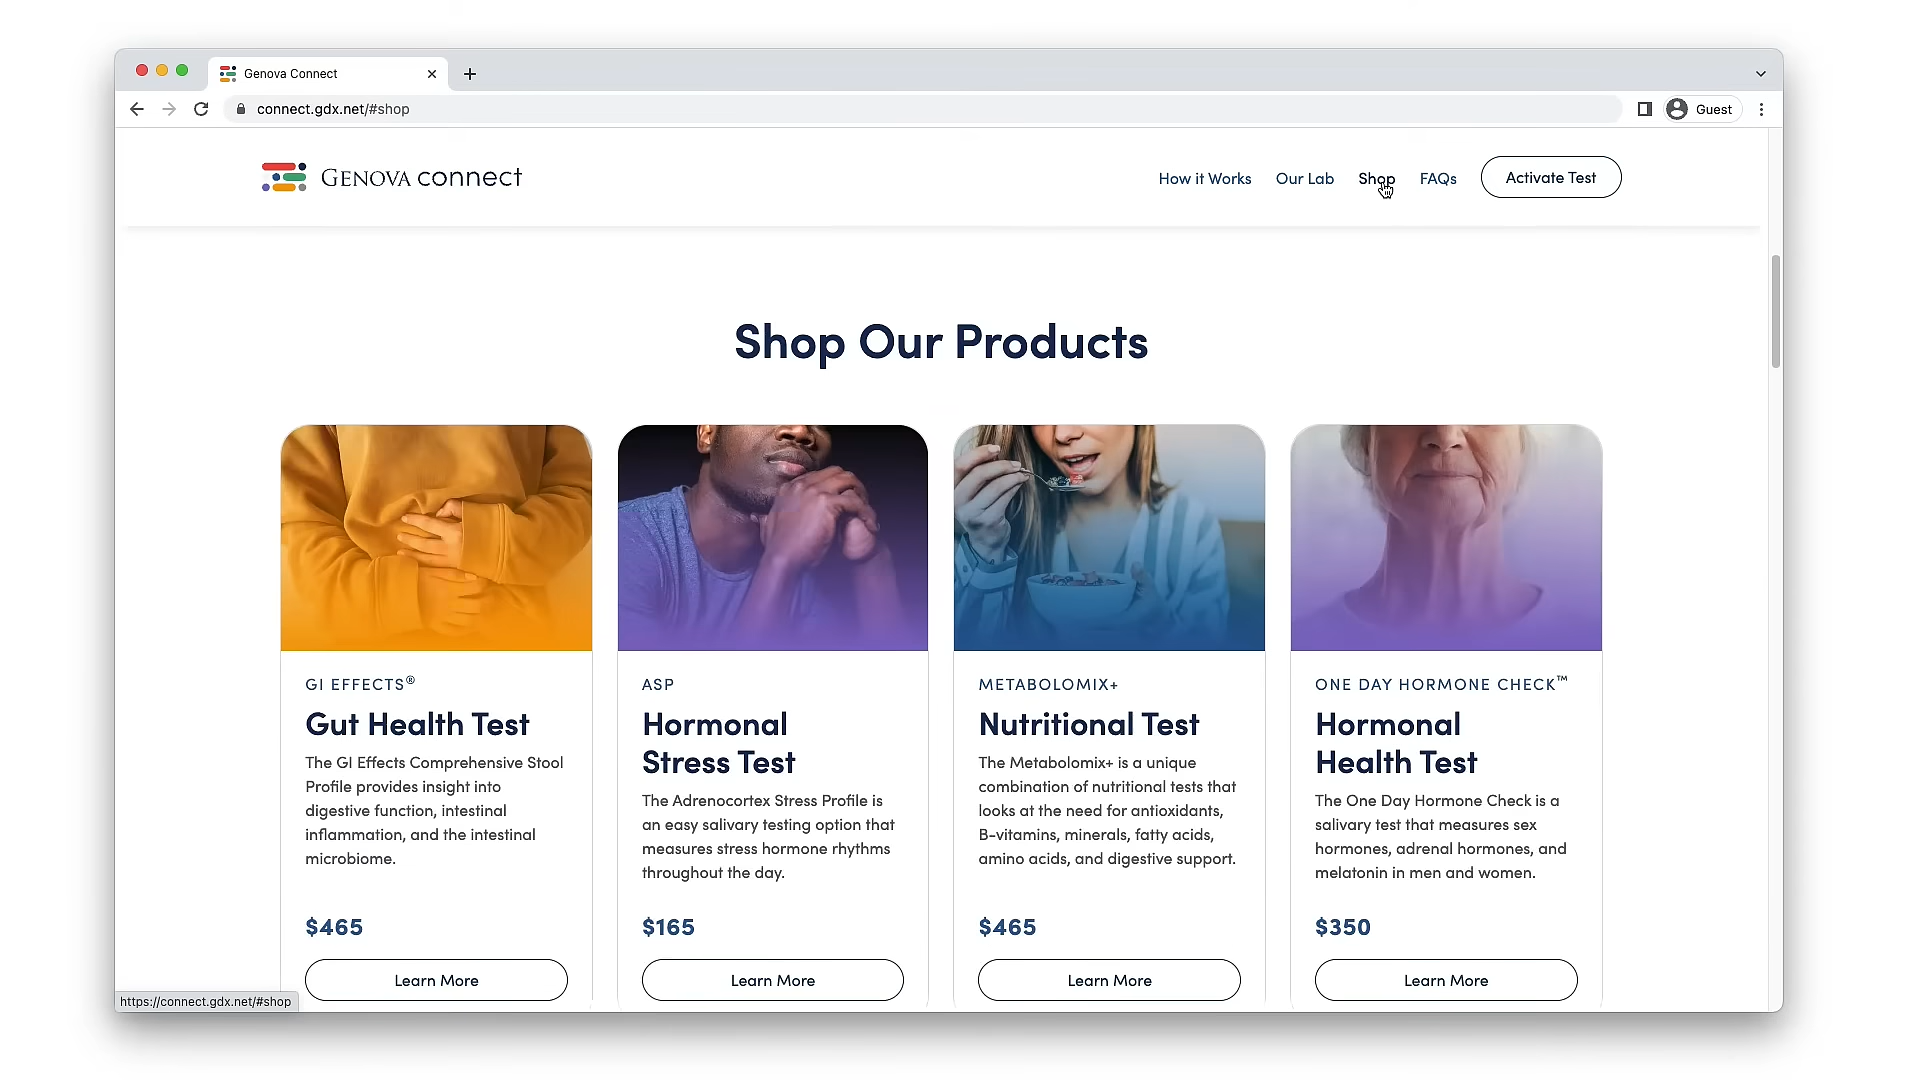 Genova Connect
connect.gdx.net/#shop
Guest
GENOVA connect
How it Works
Our Lab
Shop
FAQs
Activate Test
Shop Our Products
GI EFFECTS®
Gut Health Test
The GI Effects Comprehensive Stool
Profile provides insight into
digestive function, intestinal
inflammation, and the intestinal
microbiome.
$465
Learn More
ASP
Hormonal
Stress Test
The Adrenocortex Stress Profile is
an easy salivary testing option that
measures stress hormone rhythms
throughout the day.
$165
Learn More
METABOLOMIX+
Nutritional Test
The Metabolomix+ is a unique
combination of nutritional tests that
looks at the need for antioxidants,
B-vitamins, minerals, fatty acids,
amino acids, and digestive support.
$465
Learn More
ONE DAY HORMONE CHECK™
Hormonal
Health Test
The One Day Hormone Check is a
salivary test that measures sex
hormones, adrenal hormones, and
melatonin in men and women.
$350
Learn More
https://connect.gdx.net/#shop